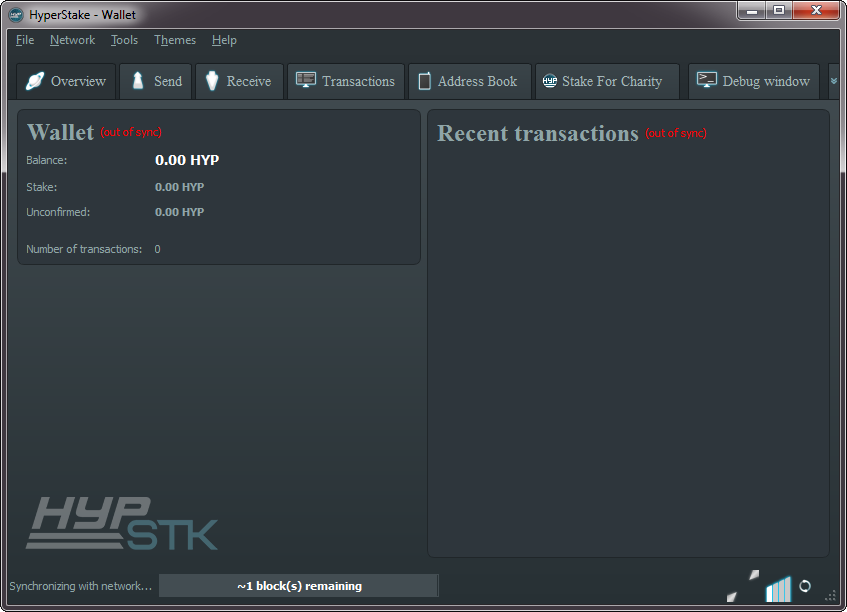 HyperStake - Wallet
File Network Tools Themes Help
Overview Send Receive Transactions Address Book HYP Stake For Charity Debug window
Wallet (out of sync)
Balance: 0.00 HYP
Stake: 0.00 HYP
Unconfirmed: 0.00 HYP
Number of transactions: 0
Recent transactions (out of sync)
HYP
STK
Synchronizing with network... ~1 block(s) remaining